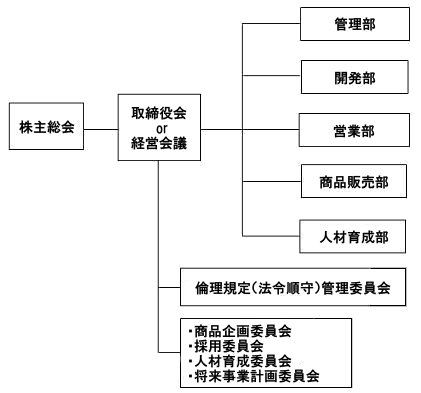 管理部
開発部
株主総会
取締役会
or
経営会議
営業部
商品販売部
人材育成部
倫理規定(法令順守)管理委員会
・商品企画委員会
・採用委員会
・人材育成委員会
・将来事業計画委員会